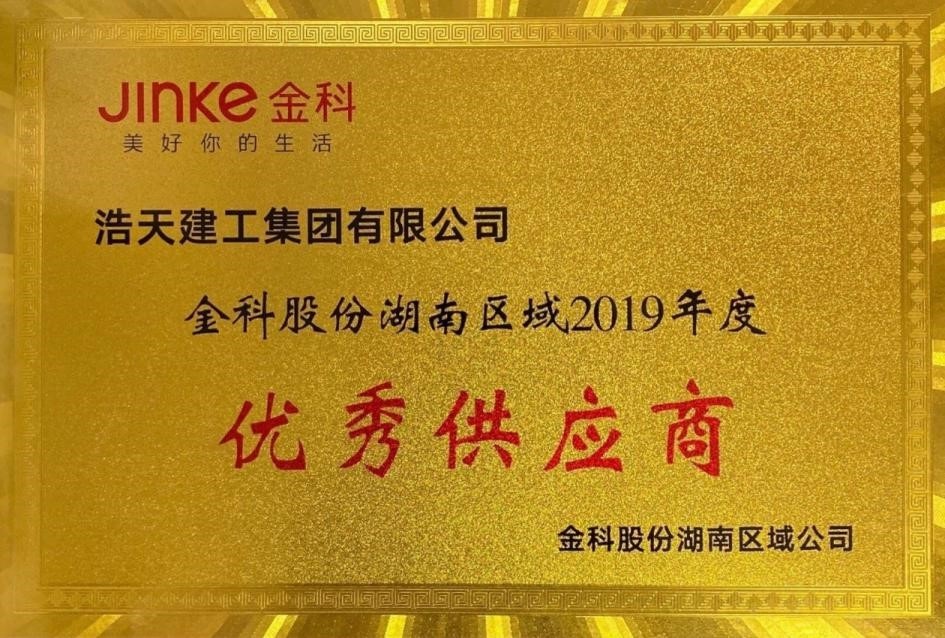 JINKE 金科
美好你的生活
浩天建工集团有限公司
金科股份湖南区域2019年度
优秀供应商
金科股份湖南区域公司